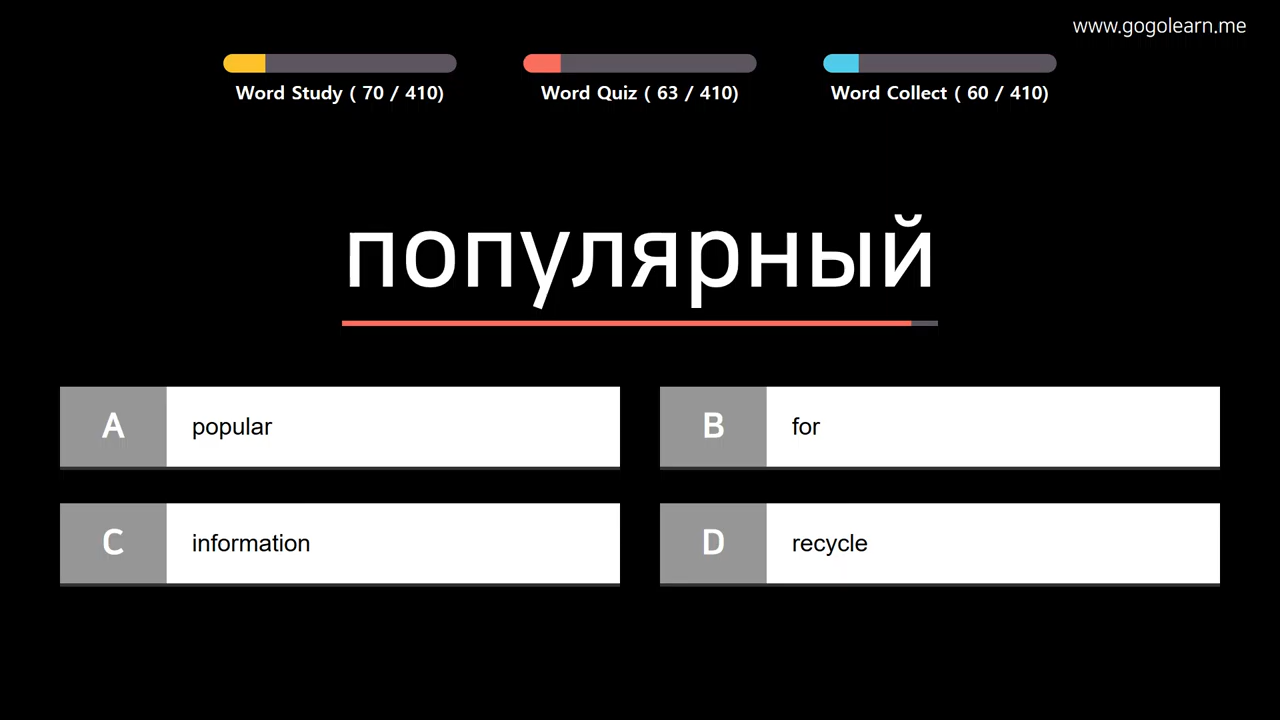 www.gogolearn.me
Word Study ( 70 / 410)
Word Quiz ( 63 / 410)
Word Collect ( 60 / 410)
популярный
A popular
B for
C information
D recycle